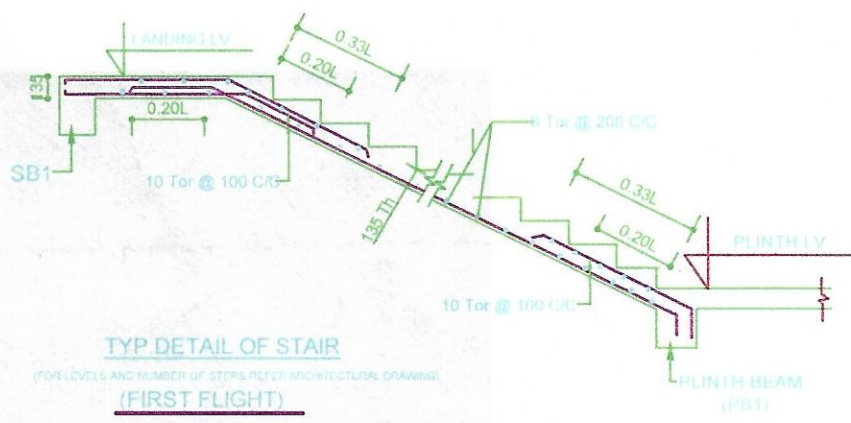 LANDING LV
0.33L
0.20L
135
0.20L
8 Tor @ 200 C/C
SB1
10 Tor @ 100 C/C
135 Th
0.33L
0.20L
PLINTH LV
10 Tor @ 100 C/C
TYP.DETAIL OF STAIR
(FOR LEVELS AND NUMBER OF STEPS REFER ARCHITECTURAL DRAWING)
(FIRST FLIGHT)
PLINTH BEAM
(PB1)